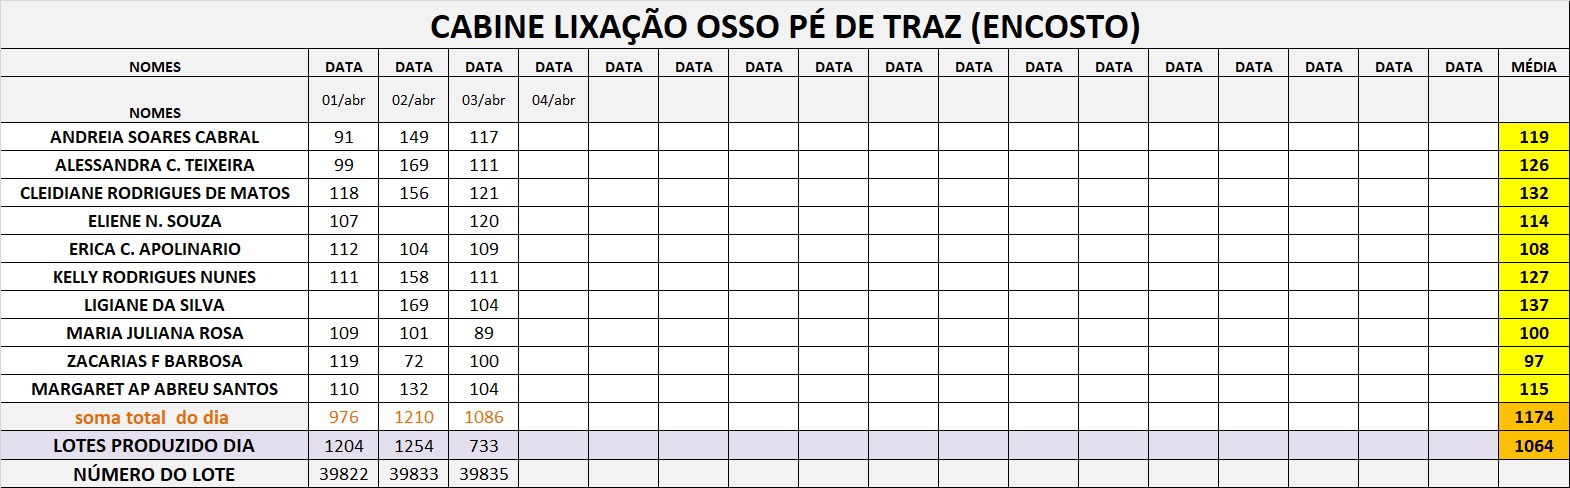 CABINE LIXAÇÃO OSSO PÉ DE TRAZ (ENCOSTO)
NOMES DATA DATA DATA DATA DATA DATA DATA DATA DATA DATA DATA DATA DATA DATA DATA DATA DATA MÉDIA
NOMES 01/abr 02/abr 03/abr 04/abr
ANDREIA SOARES CABRAL 91 149 117 119
ALESSANDRA C. TEIXEIRA 99 169 111 126
CLEIDIANE RODRIGUES DE MATOS 118 156 121 132
ELIENE N. SOUZA 107 120 114
ERICA C. APOLINARIO 112 104 109 108
KELLY RODRIGUES NUNES 111 158 111 127
LIGIANE DA SILVA 169 104 137
MARIA JULIANA ROSA 109 101 89 100
ZACARIAS F BARBOSA 119 72 100 97
MARGARET AP ABREU SANTOS 110 132 104 115
soma total do dia 976 1210 1086 1174
LOTES PRODUZIDO DIA 1204 1254 733 1064
NÚMERO DO LOTE 39822 39833 39835